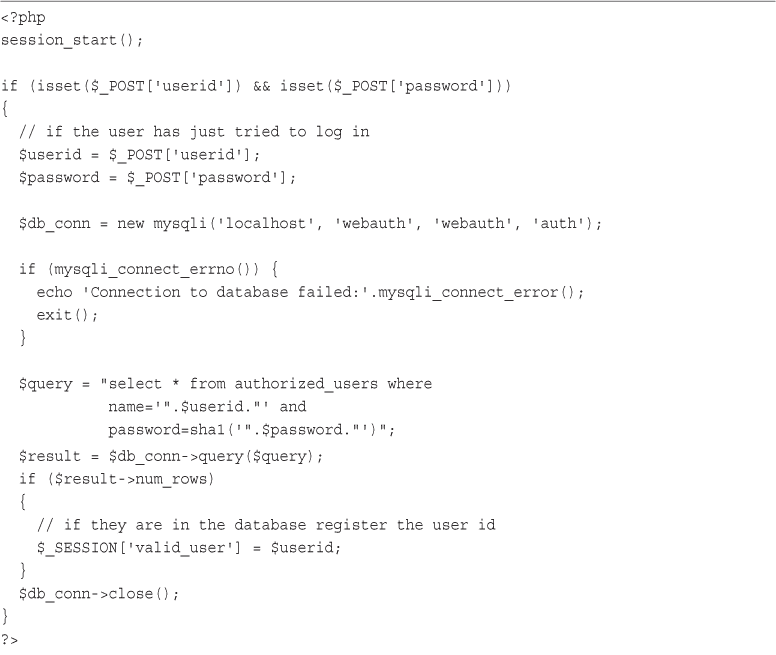 <?php
session_start();

if (isset($_POST['userid']) && isset($_POST['password']))
{
  // if the user has just tried to log in
  $userid = $_POST['userid'];
  $password = $_POST['password'];

  $db_conn = new mysqli('localhost', 'webauth', 'webauth', 'auth');

  if (mysqli_connect_errno()) {
    echo 'Connection to database failed:'.mysqli_connect_error();
    exit();
  }

  $query = "select * from authorized_users where
            name='".$userid."' and
            password=sha1('".$password."')";
  $result = $db_conn->query($query);
  if ($result->num_rows)
  {
    // if they are in the database register the user id
    $_SESSION['valid_user'] = $userid;
  }
  $db_conn->close();
}
?>